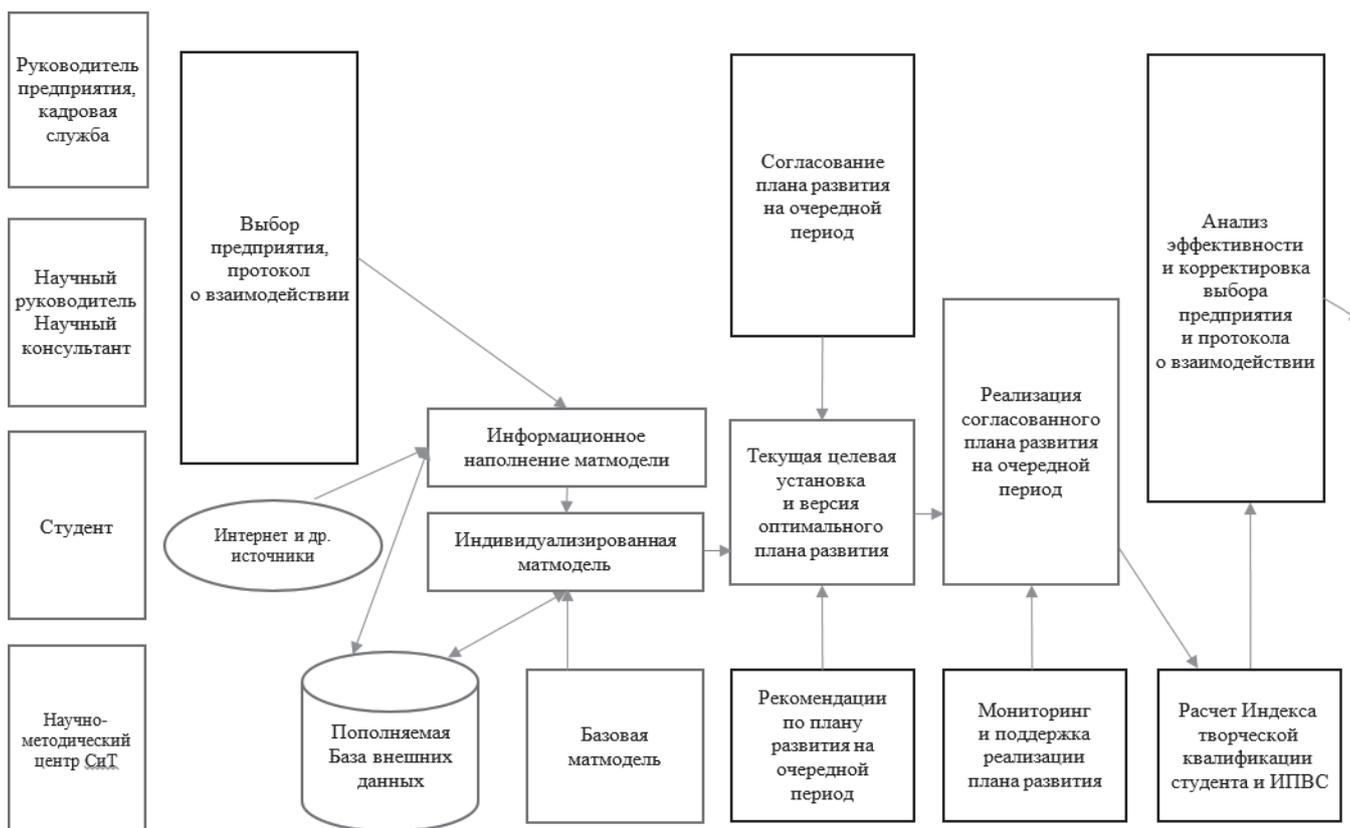 Руководитель
предприятия,
кадровая
служба
Научный
руководитель
Научный
консультант
Студент
Научно-
методический
центр СиТ
Выбор
предприятия,
протокол
о взаимодействии
Интернет и др.
источники
Информационное
наполнение матмодели
Индивидуализированная
матмодель
Пополняемая
База внешних
данных
Базовая
матмодель
Согласование
плана развития
на очередной
период
Текущая целевая
установка
и версия
оптимального
плана развития
Рекомендации
по плану
развития на
очередной
период
Реализация
согласованного
плана развития
на очередной
период
Мониторинг
и поддержка
реализации
плана развития
Анализ
эффективности
и корректировка
выбора
предприятия
и протокола
о взаимодействии
Расчет Индекса
творческой
квалификации
студента и ИПВС